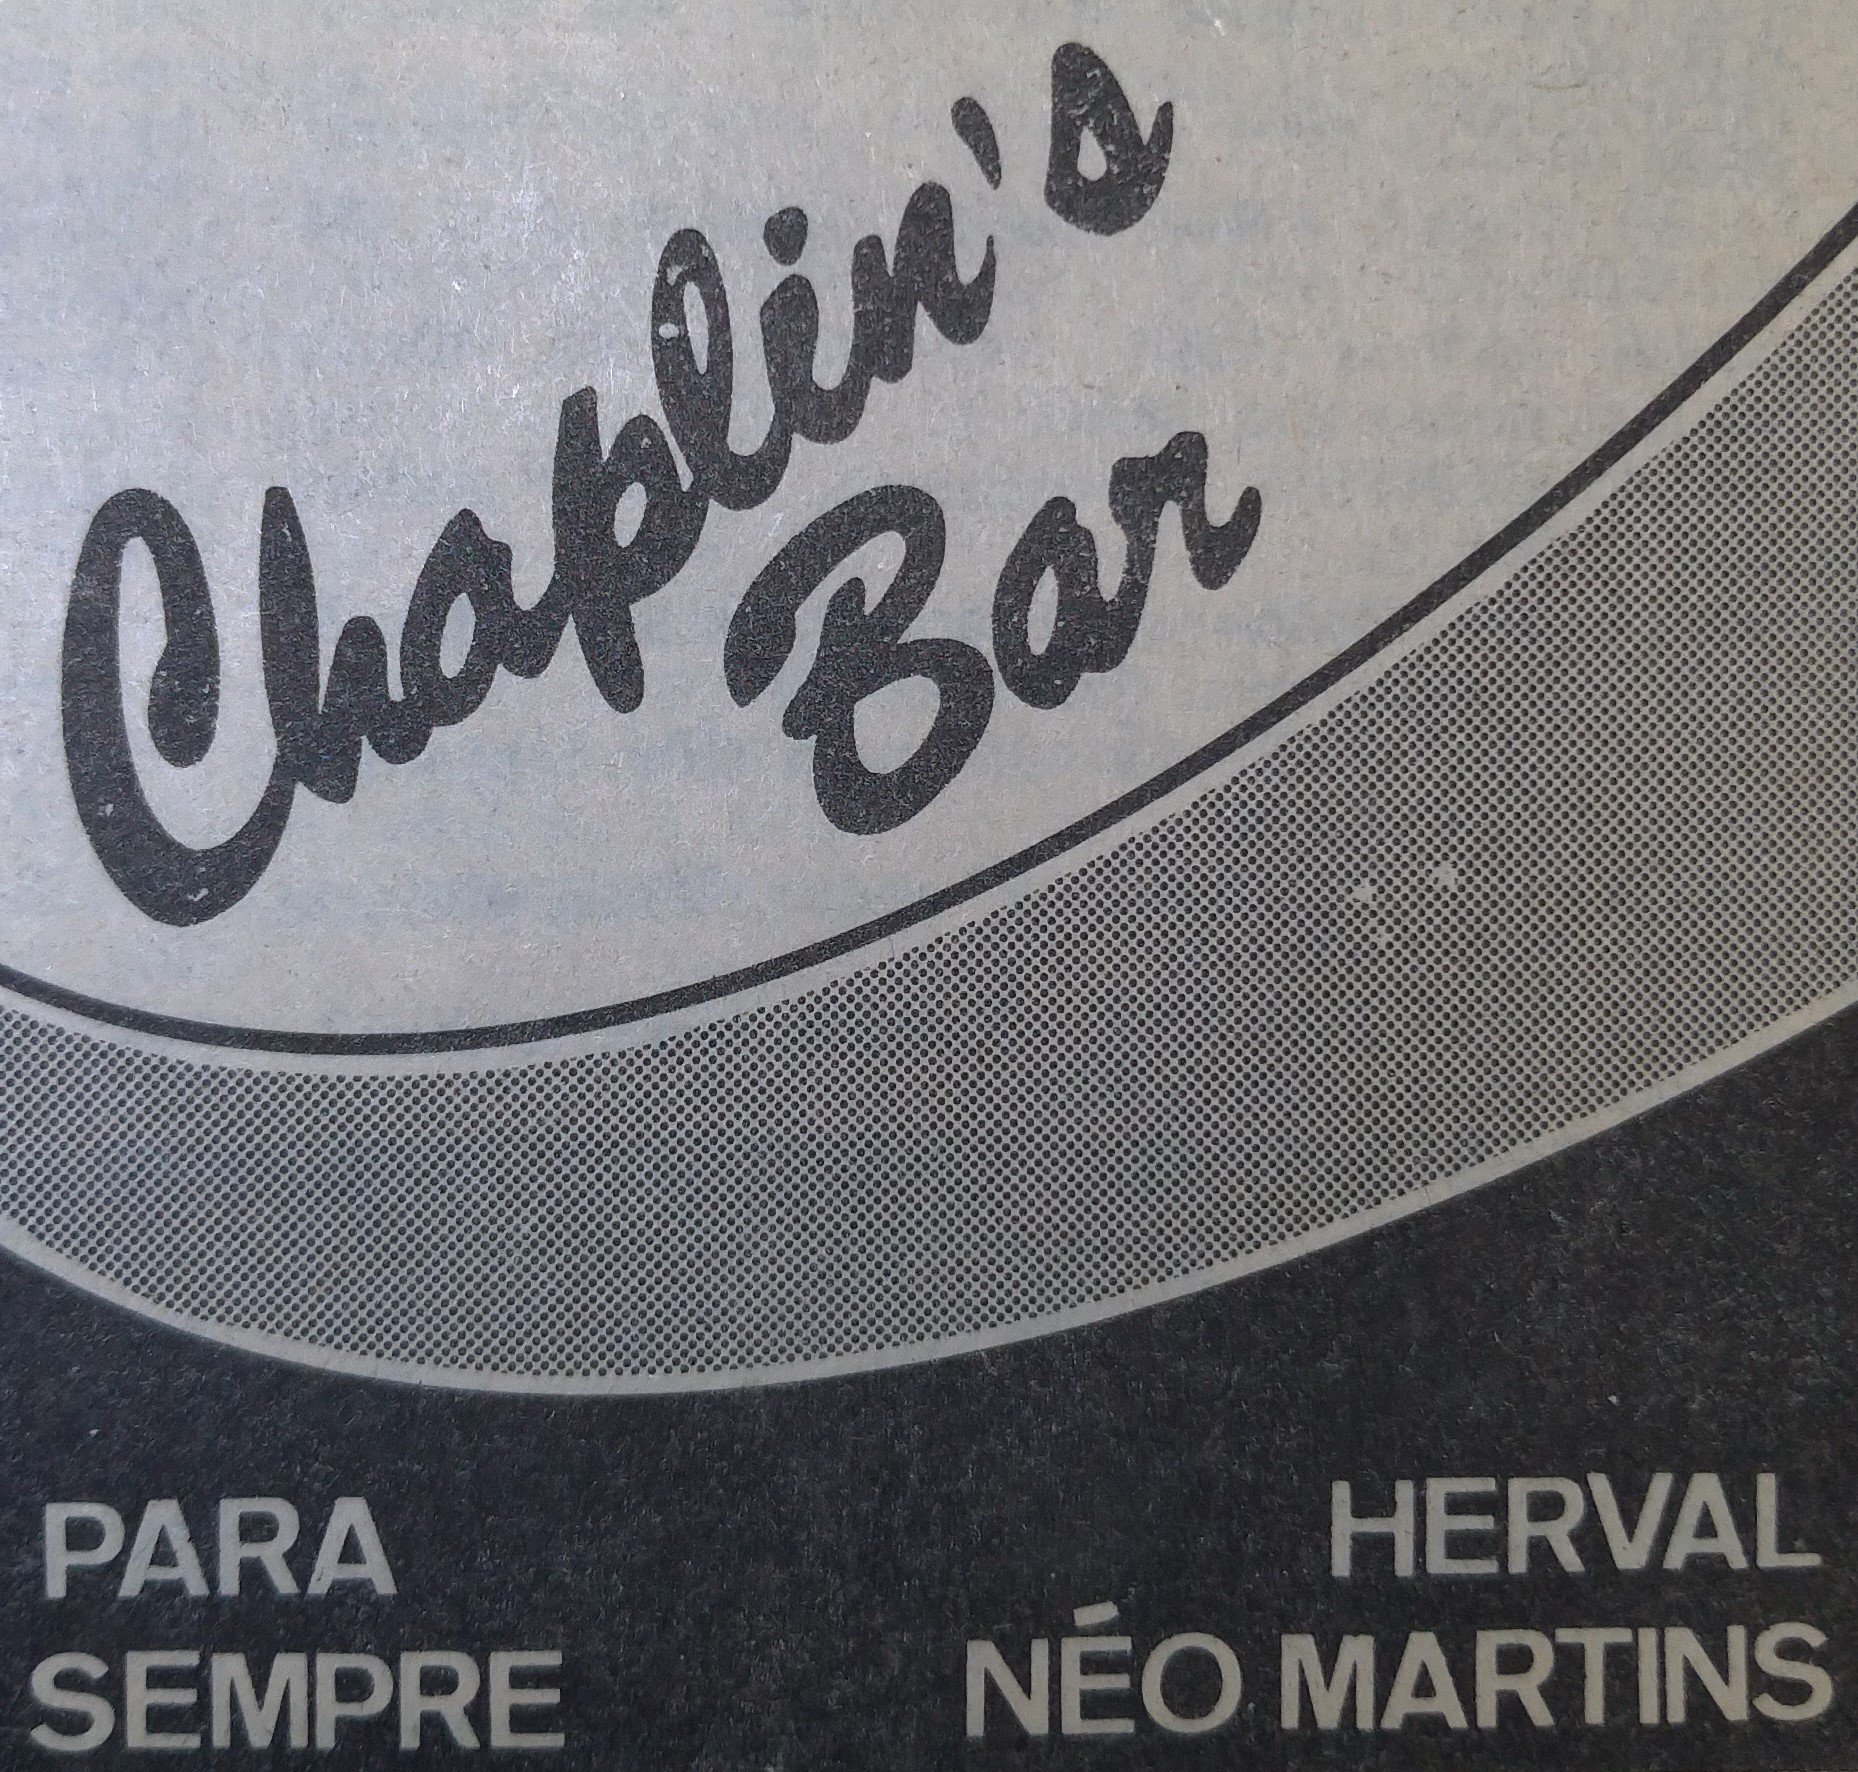 Chaplin's
Bar
PARA
SEMPRE
HERVAL
NÉO MARTINS